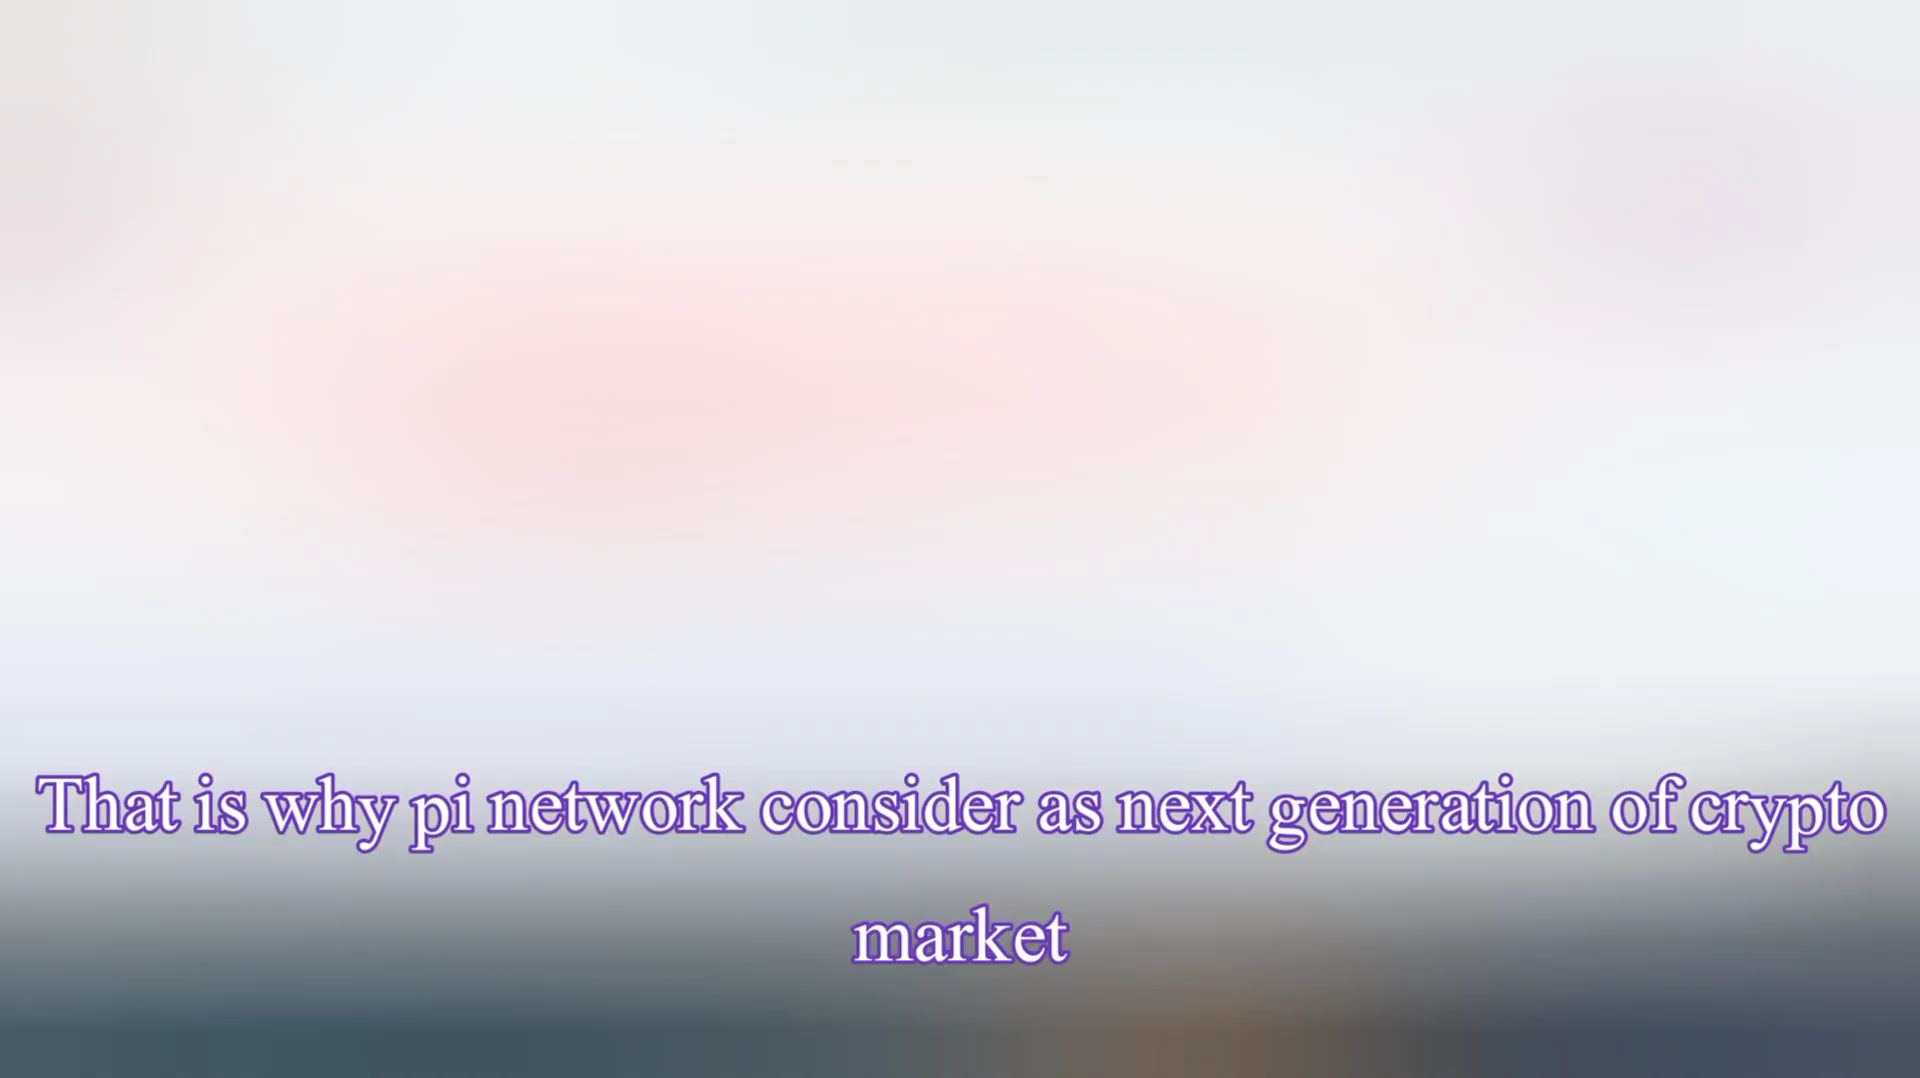 That is why pi network consider as next generation of crypto
market